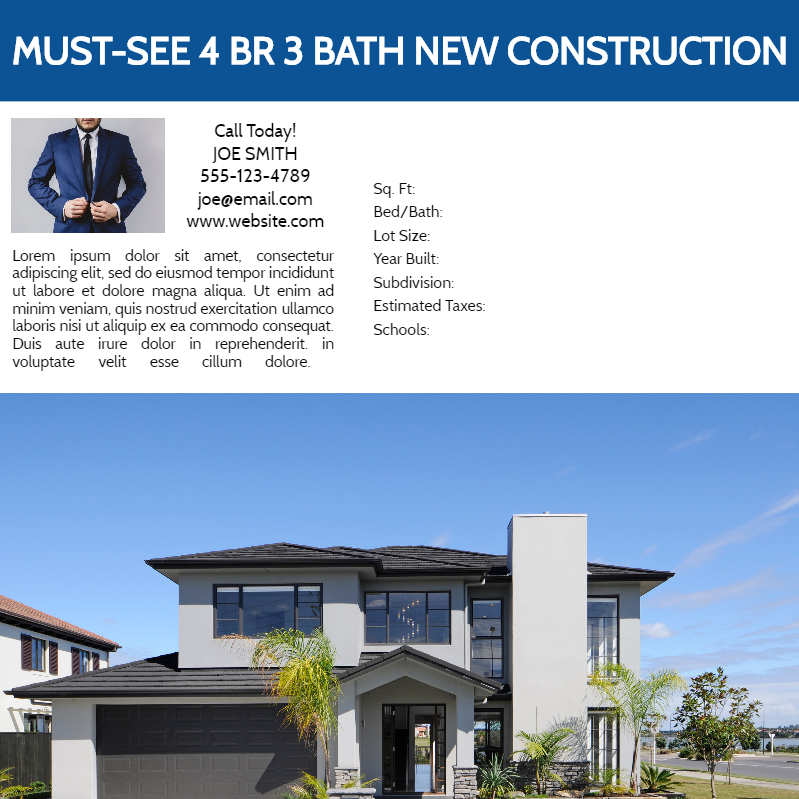 MUST-SEE 4 BR 3 BATH NEW CONSTRUCTION
Call Today!
JOE SMITH
555-123-4789
joe@email.com
www.website.com
Lorem ipsum dolor sit amet, consectetur
adipiscing elit, sed do eiusmod tempor incididunt
ut labore et dolore magna aliqua. Ut enim ad
minim veniam, quis nostrud exercitation ullamco
laboris nisi ut aliquip ex ea commodo consequat.
Duis aute irure dolor in reprehenderit. in
voluptate velit esse cillum dolore.
Sq. Ft:
Bed/Bath:
Lot Size:
Year Built:
Subdivision:
Estimated Taxes:
Schools: